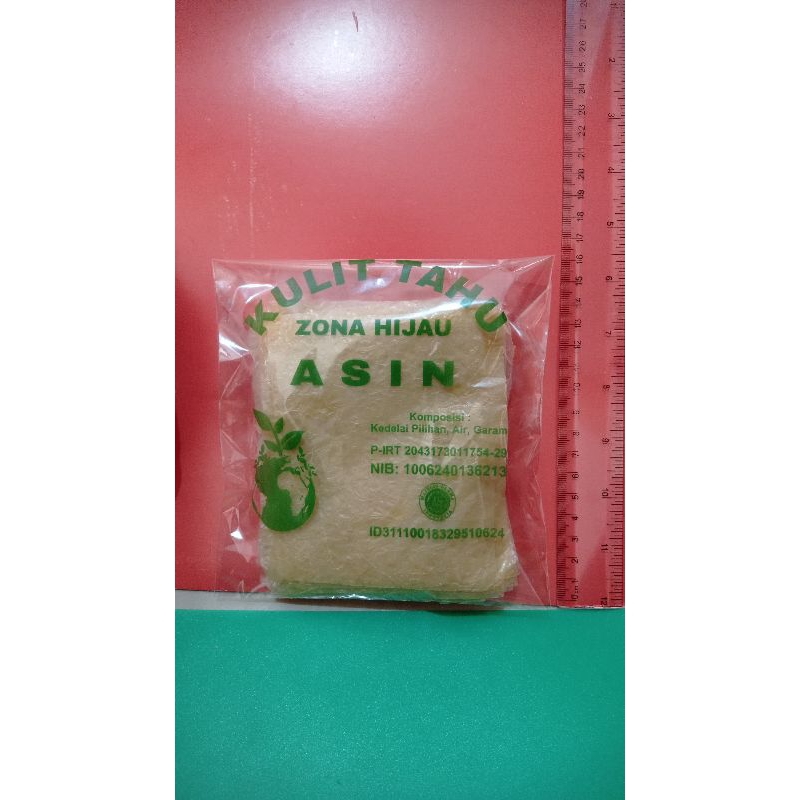 KULIT TAHU
ZONA HIJAU
ASIN
Komposisi :
Kedelai Pilihan, Air, Garam
P-IRT 2043173011754-29
NIB: 1006240136213
ID31110018329510624